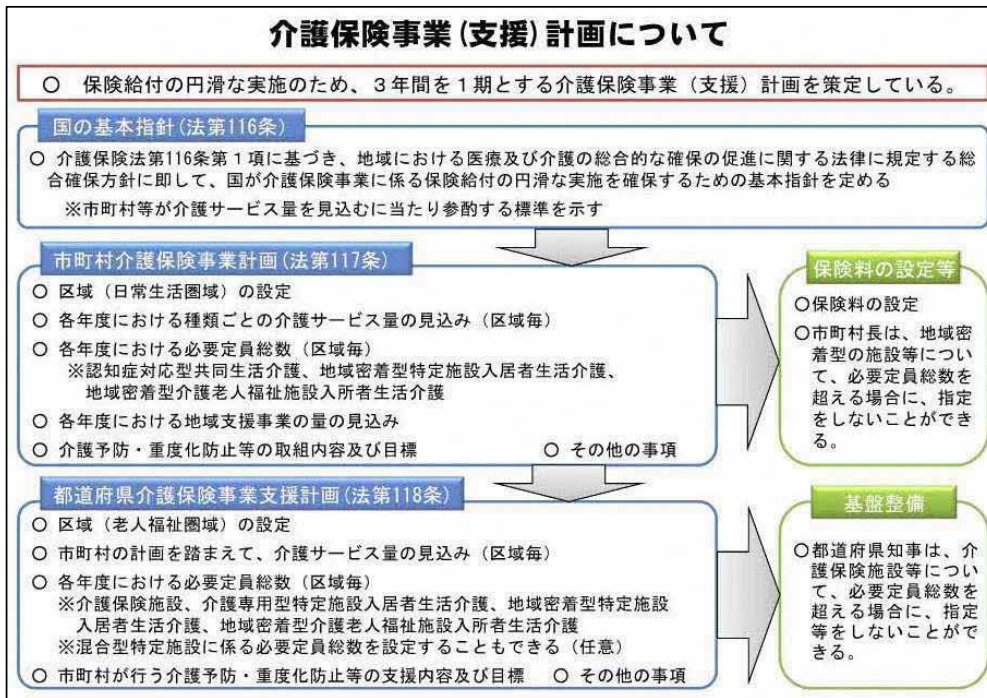 介護保険事業(支援)計画について
○　保険給付の円滑な実施のため、３年間を１期とする介護保険事業（支援）計画を策定している。
国の基本指針(法第116条)
○ 介護保険法第116条第１項に基づき、地域における医療及び介護の総合的な確保の促進に関する法律に規定する総
合確保方針に即して、国が介護保険事業に係る保険給付の円滑な実施を確保するための基本指針を定める
※市町村等が介護サービス量を見込むに当たり参酌する標準を示す
市町村介護保険事業計画(法第117条)
○ 区域（日常生活圏域）の設定
○ 各年度における種類ごとの介護サービス量の見込み（区域毎）
○ 各年度における必要定員総数（区域毎）
※認知症対応型共同生活介護、地域密着型特定施設入居者生活介護、
地域密着型介護老人福祉施設入所者生活介護
○ 各年度における地域支援事業の量の見込み
○ 介護予防・重度化防止等の取組内容及び目標　　○ その他の事項
保険料の設定等
○保険料の設定
○市町村長は、地域密
着型の施設等につい
て、必要定員総数を
超える場合に、指定
をしないことができ
る。
都道府県介護保険事業支援計画(法第118条)
○ 区域（老人福祉圏域）の設定
○ 市町村の計画を踏まえて、介護サービス量の見込み（区域毎）
○ 各年度における必要定員総数（区域毎）
※介護保険施設、介護専用型特定施設入居者生活介護、地域密着型特定施設
入居者生活介護、地域密着型介護老人福祉施設入所者生活介護
※混合型特定施設に係る必要定員総数を設定することもできる（任意）
○ 市町村が行う介護予防・重度化防止等の支援内容及び目標　○ その他の事項
基盤整備
○都道府県知事は、介
護保険施設等につい
て、必要定員総数を
超える場合に、指定
等をしないことがで
きる。